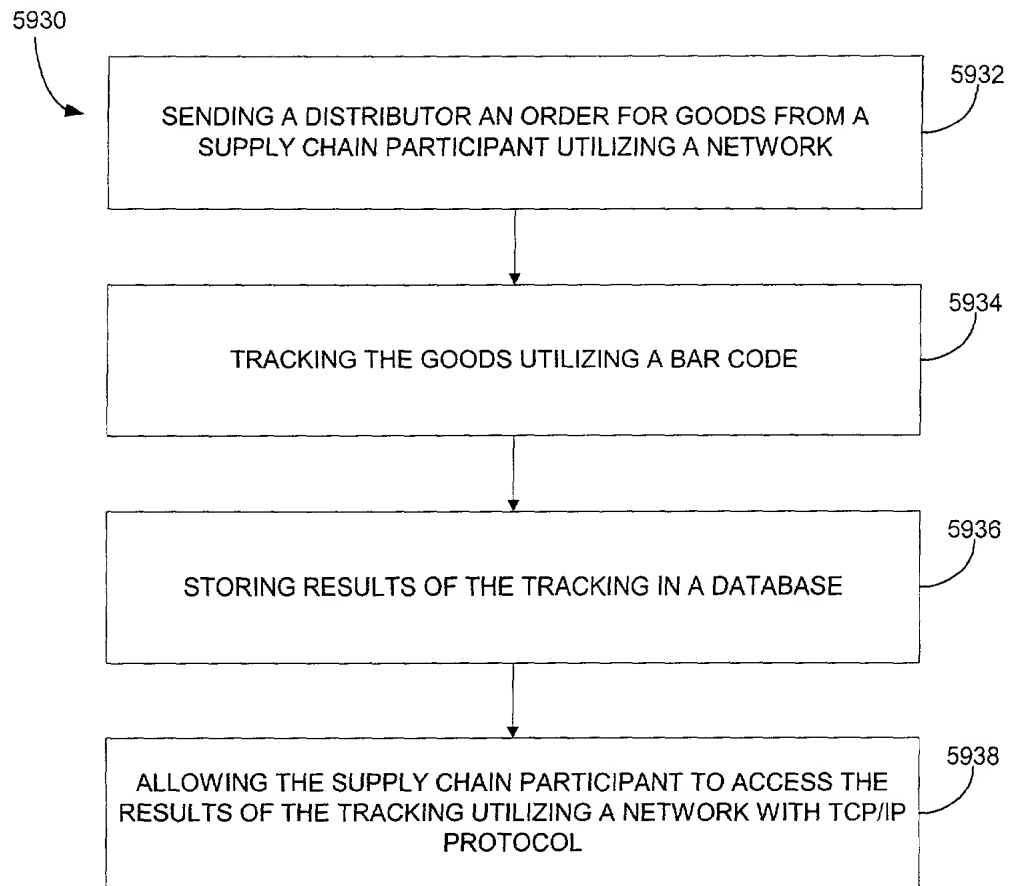 5930
5932
SENDING A DISTRIBUTOR AN ORDER FOR GOODS FROM A
SUPPLY CHAIN PARTICIPANT UTILIZING A NETWORK
5934
TRACKING THE GOODS UTILIZING A BAR CODE
5936
STORING RESULTS OF THE TRACKING IN A DATABASE
5938
ALLOWING THE SUPPLY CHAIN PARTICIPANT TO ACCESS THE
RESULTS OF THE TRACKING UTILIZING A NETWORK WITH TCP/IP
PROTOCOL